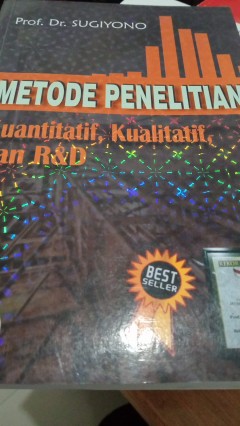 Prof. Dr. SUGIYONO
METODE PENELITIAN
uantitatif, Kualitatif,
an R&D
BEST
SELLER